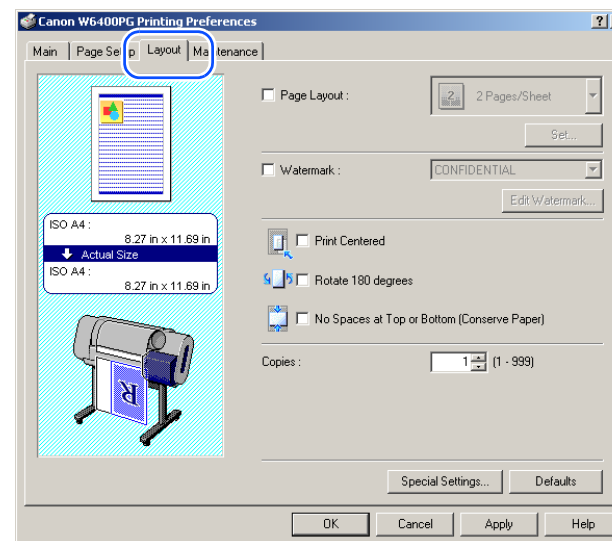 Canon W6400PG Printing Preferences
Main Page Setup Layout Maintenance
Page Layout :
2 2 Pages/Sheet
Set...
Watermark :
CONFIDENTIAL
Edit Watermark...
ISO A4 :
8.27 in x 11.69 in
Actual Size
ISO A4 :
8.27 in x 11.69 in
Print Centered
Rotate 180 degrees
No Spaces at Top or Bottom (Conserve Paper)
Copies :
1 (1 - 999)
R
Special Settings... Defaults
OK Cancel Apply Help